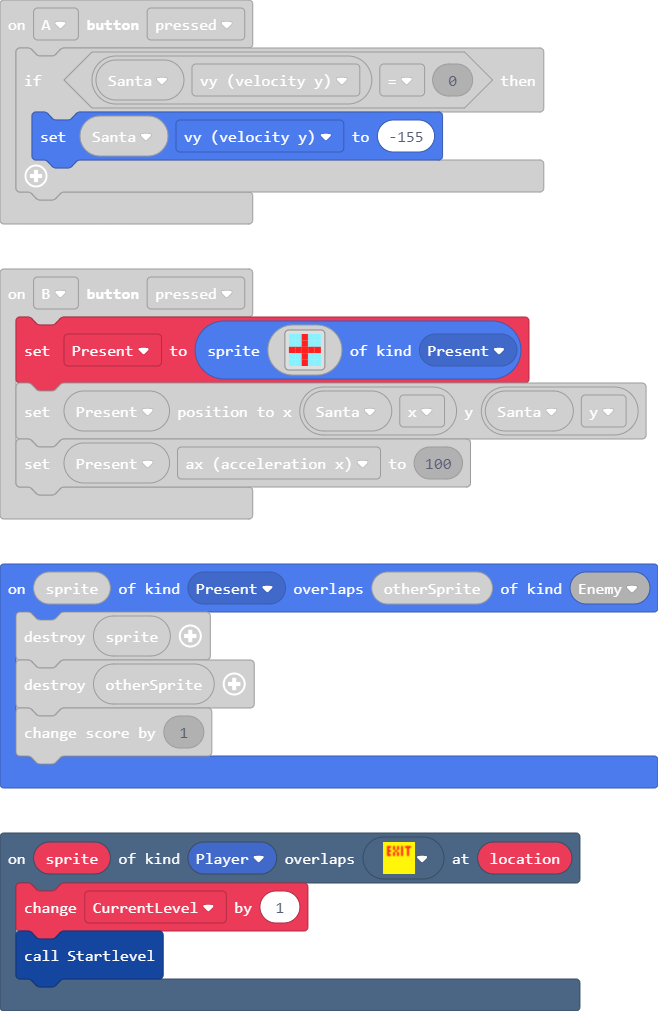 on A button pressed
if Santa vy (velocity y) = 0 then
set Santa vy (velocity y) to -155
on B button pressed
set Present to sprite of kind Present
set Present position to x Santa x y Santa y
set Present ax (acceleration x) to 100
on sprite of kind Present overlaps otherSprite of kind Enemy
destroy sprite
destroy otherSprite
change score by 1
on sprite of kind Player overlaps EXIT at location
change CurrentLevel by 1
call Startlevel